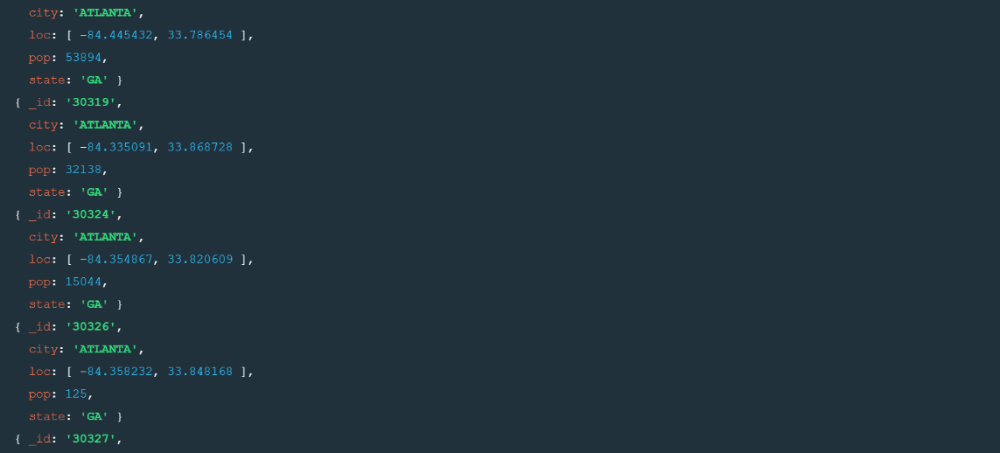 city: 'ATLANTA',
loc: [ -84.445432, 33.786454 ],
pop: 53894,
state: 'GA' }
{ _id: '30319',
city: 'ATLANTA',
loc: [ -84.335091, 33.868728 ],
pop: 32138,
state: 'GA' }
{ _id: '30324',
city: 'ATLANTA',
loc: [ -84.354867, 33.820609 ],
pop: 15044,
state: 'GA' }
{ _id: '30326',
city: 'ATLANTA',
loc: [ -84.358232, 33.848168 ],
pop: 125,
state: 'GA' }
{ _id: '30327',